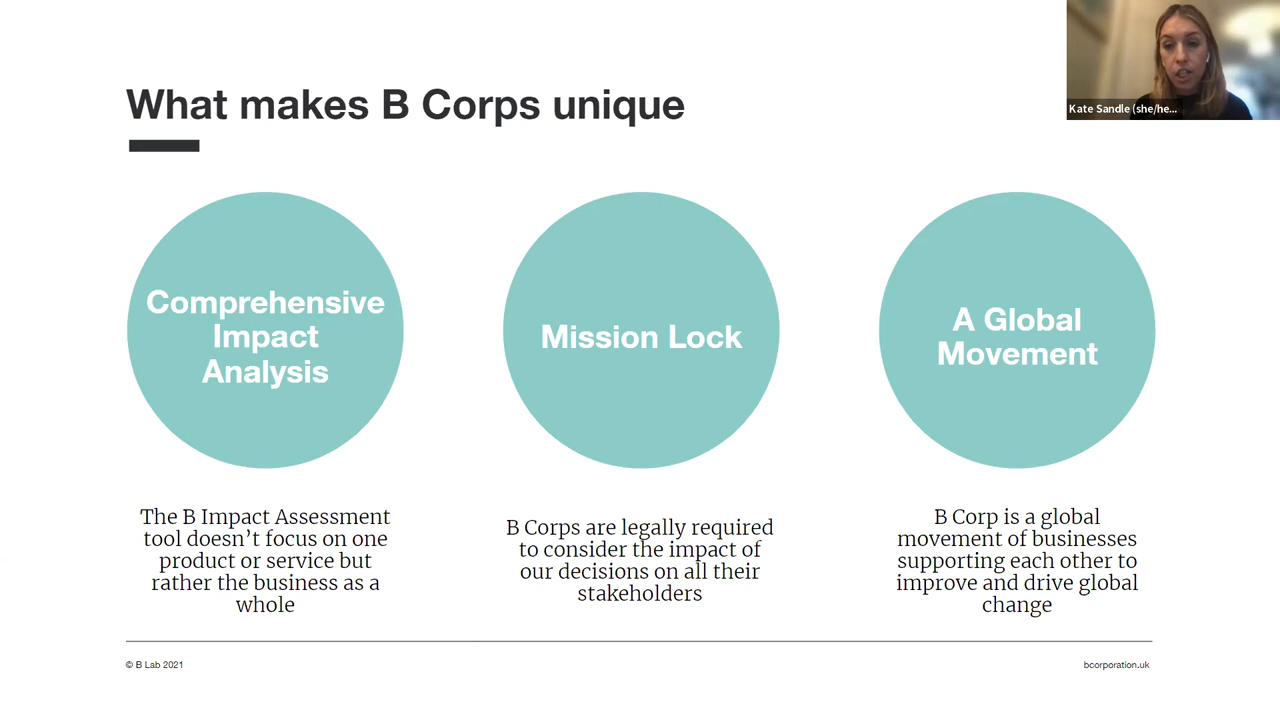 What makes B Corps unique
Kate Sandle (she/he...
Comprehensive
Impact
Analysis
Mission Lock
A Global
Movement
The B Impact Assessment
tool doesn’t focus on one
product or service but
rather the business as a
whole
B Corps are legally required
to consider the impact of
our decisions on all their
stakeholders
B Corp is a global
movement of businesses
supporting each other to
improve and drive global
change
© B Lab 2021
bcorporation.uk